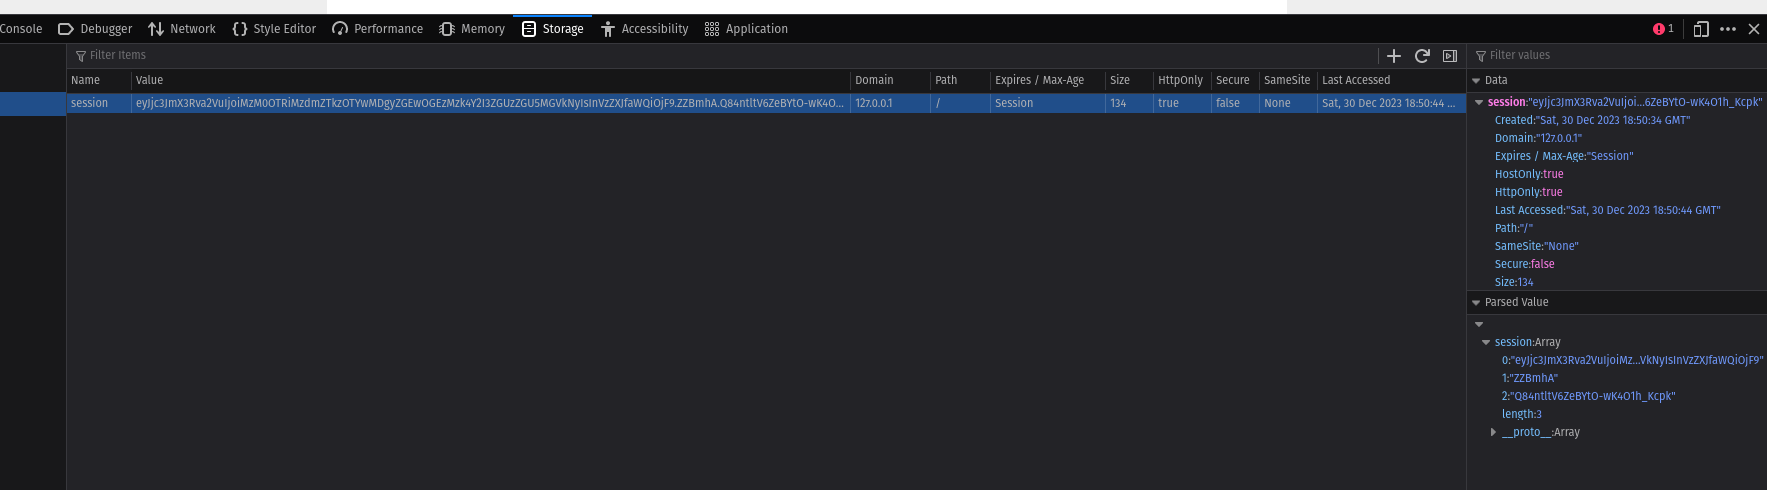 Console Debugger Network Style Editor Performance Memory Storage Accessibility Application 1
Filter Items
Name Value Domain Path Expires / Max-Age Size HttpOnly Secure SameSite Last Accessed
session eyJjc3JmX3Rva2VuIjoiMzM0OTRiMzdmZTkzOTYwMDgyZGEwOGEzMzk4Y2I3ZGUzZGU5MGVkNyIsInVzZXJfaWQiOjF9.ZZBmhA.Q84ntltV6ZeBYtO-wK4O... 127.0.0.1 / Session 134 true false None Sat, 30 Dec 2023 18:50:44 ...
Filter values
Data
session:"eyJjc3JmX3Rva2VuIjoi...6ZeBYtO-wK4O1h_Kcpk"
Created:"Sat, 30 Dec 2023 18:50:34 GMT"
Domain:"127.0.0.1"
Expires / Max-Age:"Session"
HostOnly:true
HttpOnly:true
Last Accessed:"Sat, 30 Dec 2023 18:50:44 GMT"
Path:"/"
SameSite:"None"
Secure:false
Size:134
Parsed Value
session:Array
0:"eyJjc3JmX3Rva2VuIjoiMz...VkNyIsInVzZXJfaWQiOjF9"
1:"ZZBmhA"
2:"Q84ntltV6ZeBYtO-wK4O1h_Kcpk"
length:3
__proto__:Array